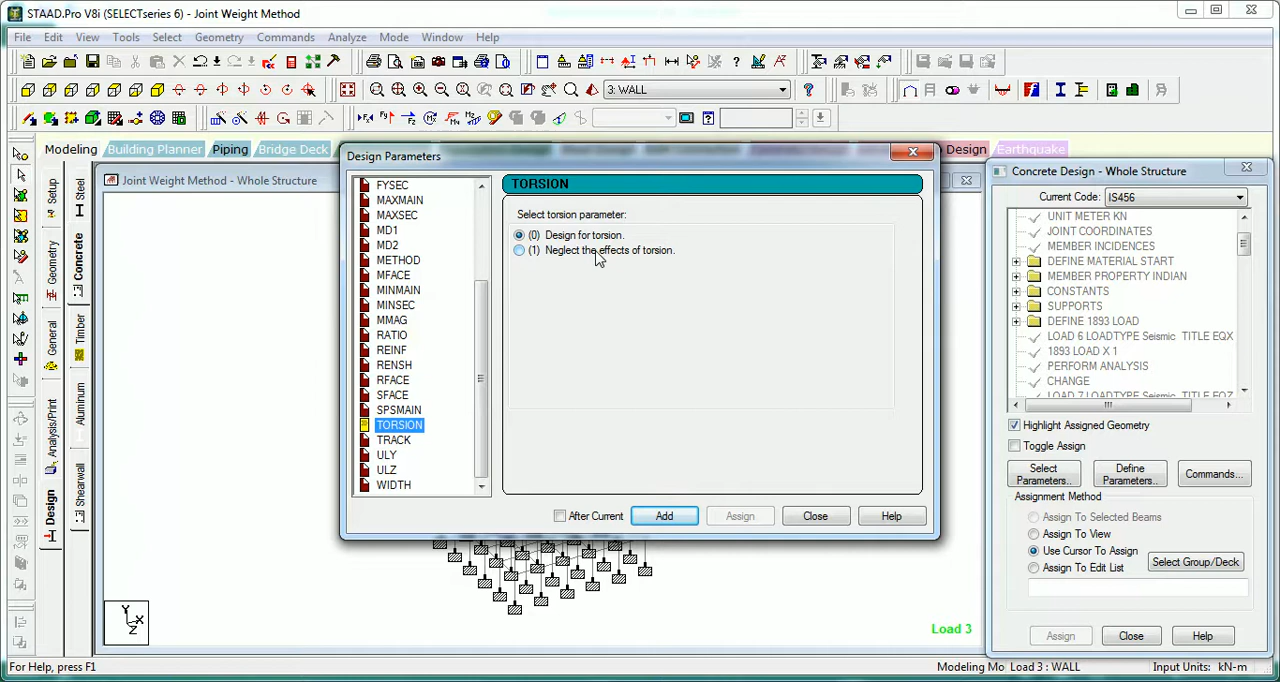 STAAD.Pro V8i (SELECTseries 6) - Joint Weight Method
File Edit View Tools Select Geometry Commands Analyze Mode Window Help
3: WALL
Modeling Building Planner Piping Bridge Deck
Design Earthquake
Joint Weight Method - Whole Structure
Setup
Geometry
General
Analysis/Print
Design
Steel
Concrete
Timber
Aluminum
Shearwall
Design Parameters
FYSEC
MAXMAIN
MAXSEC
MD1
MD2
METHOD
MFACE
MINMAIN
MINSEC
MMAG
RATIO
REINF
RENSH
RFACE
SFACE
SPSMAIN
TORSION
TRACK
ULY
ULZ
WIDTH
TORSION
Select torsion parameter:
(0) Design for torsion.
(1) Neglect the effects of torsion.
After Current Add Assign Close Help
Y
X
Z
Load 3
Concrete Design - Whole Structure
Current Code: IS456
UNIT METER KN
JOINT COORDINATES
MEMBER INCIDENCES
DEFINE MATERIAL START
MEMBER PROPERTY INDIAN
CONSTANTS
SUPPORTS
DEFINE 1893 LOAD
LOAD 6 LOADTYPE Seismic TITLE EQX
1893 LOAD X 1
PERFORM ANALYSIS
CHANGE
LOAD 7 LOADTYPE Seismic TITLE EQZ
Highlight Assigned Geometry
Toggle Assign
Select Parameters..
Define Parameters..
Commands...
Assignment Method
Assign To Selected Beams
Assign To View
Use Cursor To Assign
Select Group/Deck
Assign To Edit List
Assign Close Help
For Help, press F1
Modeling Mo Load 3 : WALL Input Units: kN-m